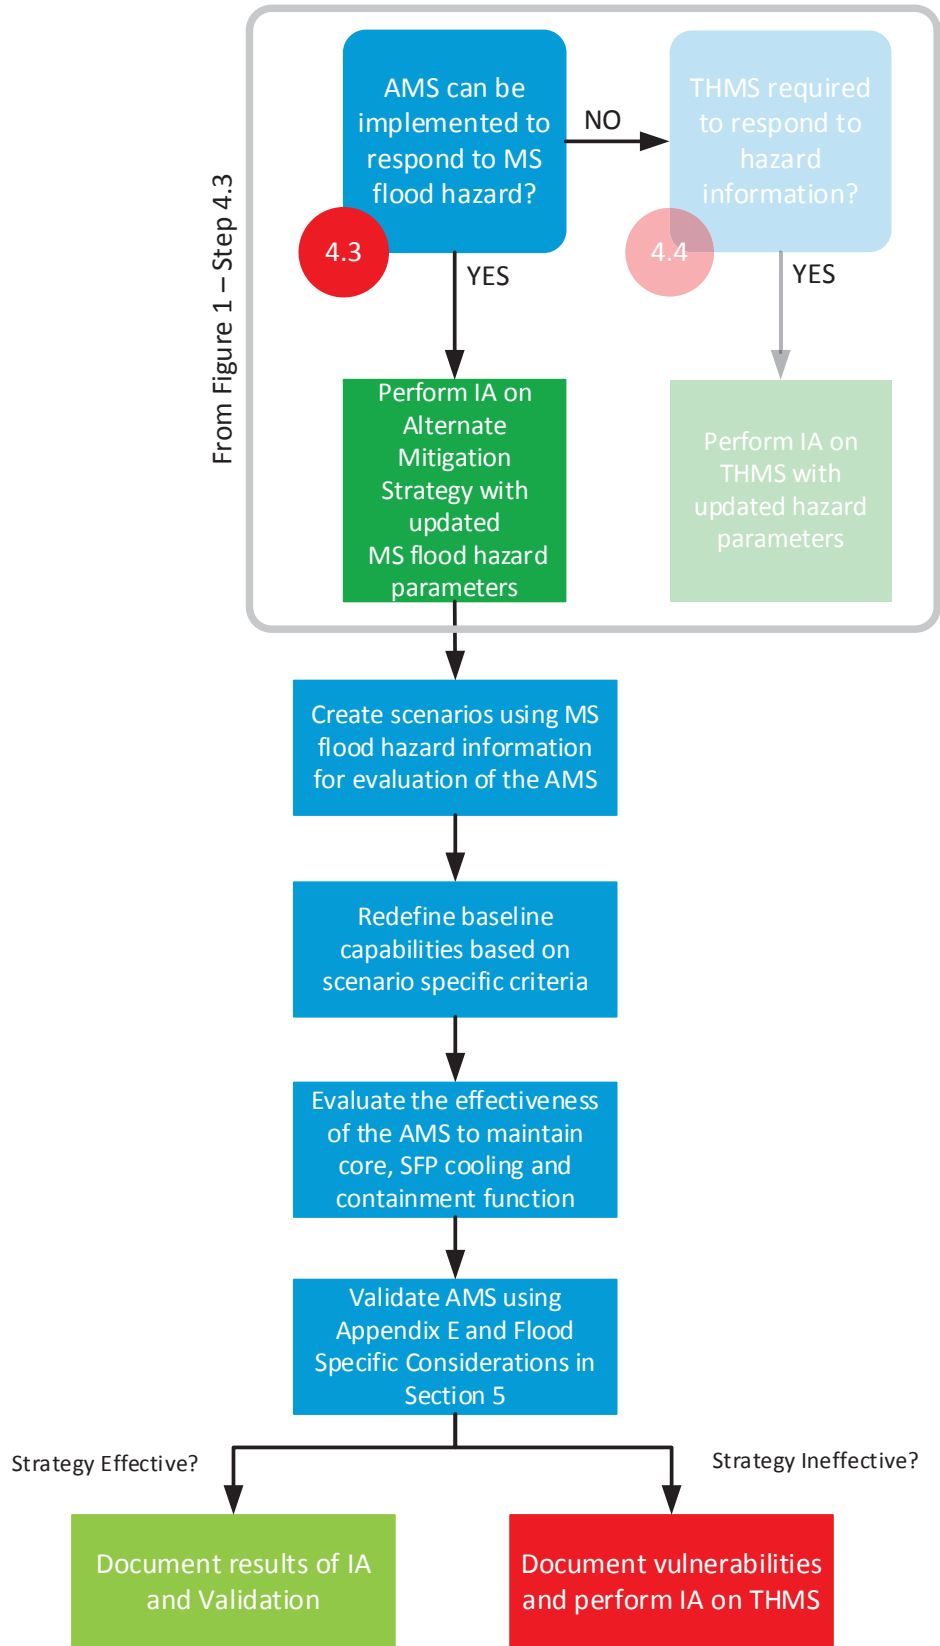 From Figure 1 – Step 4.3
AMS can be
implemented to
respond to MS
flood hazard?
NO
THMS required
to respond to
hazard
information?
4.3
4.4
YES
YES
Perform IA on
Alternate
Mitigation
Strategy with
updated
MS flood hazard
parameters
Perform IA on
THMS with
updated hazard
parameters
Create scenarios using MS
flood hazard information
for evaluation of the AMS
Redefine baseline
capabilities based on
scenario specific criteria
Evaluate the effectiveness
of the AMS to maintain
core, SFP cooling and
containment function
Validate AMS using
Appendix E and Flood
Specific Considerations in
Section 5
Strategy Effective?
Strategy Ineffective?
Document results of IA
and Validation
Document vulnerabilities
and perform IA on THMS